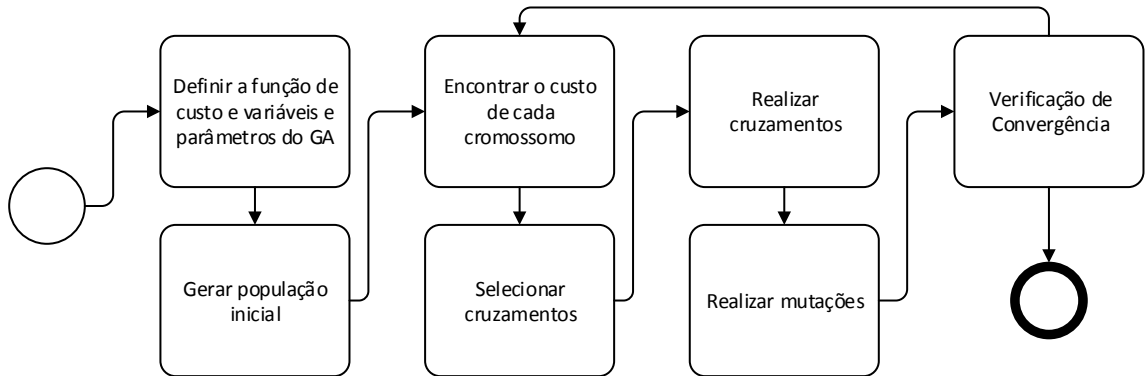 Definir a função de
custo e variáveis e
parâmetros do GA
Gerar população
inicial
Encontrar o custo
de cada
cromossomo
Selecionar
cruzamentos
Realizar
cruzamentos
Realizar mutações
Verificação de
Convergência